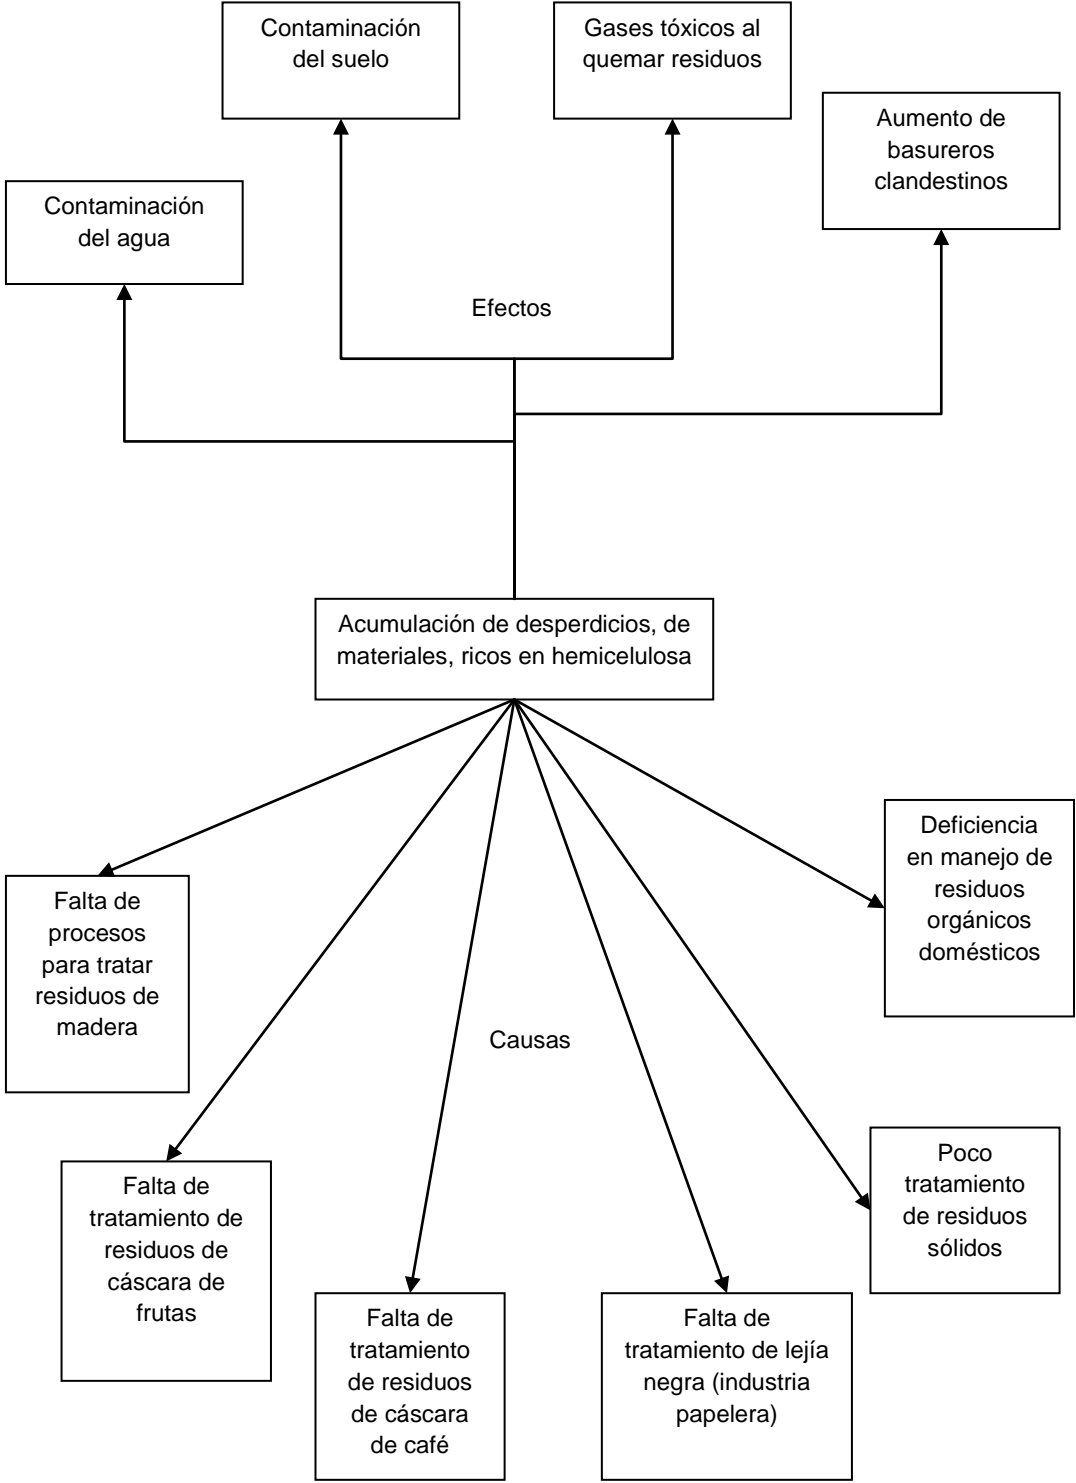 Contaminación
del suelo
Gases tóxicos al
quemar residuos
Aumento de
basureros
clandestinos
Contaminación
del agua
Efectos
Acumulación de desperdicios, de
materiales, ricos en hemicelulosa
Deficiencia
en manejo de
residuos
orgánicos
domésticos
Falta de
procesos
para tratar
residuos de
madera
Causas
Poco
tratamiento
de residuos
sólidos
Falta de
tratamiento de
residuos de
cáscara de
frutas
Falta de
tratamiento
de residuos
de cáscara
de café
Falta de
tratamiento de lejía
negra (industria
papelera)